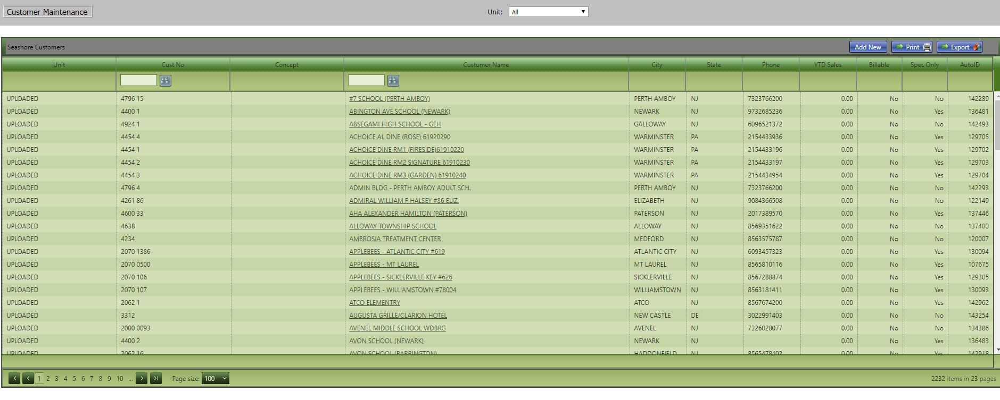 Customer Maintenance Unit: All
Seashore Customers Add New Print Export
Unit Cust No Concept Customer Name City State Phone YTD Sales Billable Spec Only AutoID
UPLOADED 4796 15 #7 SCHOOL (PERTH AMBOY) PERTH AMBOY NJ 7323766200 0.00 No No 142289
UPLOADED 4400 1 ABINGTON AVE SCHOOL (NEWARK) NEWARK NJ 9732685236 0.00 No Yes 136481
UPLOADED 4924 1 ABSEGAMI HIGH SCHOOL - GEH GALLOWAY NJ 6096521372 0.00 No No 142493
UPLOADED 4454 4 ACHOICE AL DINE (ROSE) 61920290 WARMINSTER PA 2154433936 0.00 No Yes 129705
UPLOADED 4454 1 ACHOICE DINE RM1 (FIRESIDE)61910220 WARMINSTER PA 2154433196 0.00 No Yes 129702
UPLOADED 4454 2 ACHOICE DINE RM2 SIGNATURE 61910230 WARMINSTER PA 2154433197 0.00 No Yes 129703
UPLOADED 4454 3 ACHOICE DINE RM3 (GARDEN) 61910240 WARMINSTER PA 2154434954 0.00 No Yes 129704
UPLOADED 4796 4 ADMIN BLDG - PERTH AMBOY ADULT SCH. PERTH AMBOY NJ 7323766200 0.00 No No 142293
UPLOADED 4261 86 ADMIRAL WILLIAM F HALSEY #86 ELIZ. ELIZABETH NJ 9084366508 0.00 No No 122149
UPLOADED 4600 33 AHA ALEXANDER HAMILTON (PATERSON) PATERSON NJ 2017389570 0.00 No Yes 137446
UPLOADED 4638 ALLOWAY TOWNSHIP SCHOOL ALLOWAY NJ 8569351622 0.00 No No 137400
UPLOADED 4234 AMBROSIA TREATMENT CENTER MEDFORD NJ 8563575787 0.00 No No 120007
UPLOADED 2070 1386 APPLEBEES - ATLANTIC CITY #619 ATLANTIC CITY NJ 6093457323 0.00 No Yes 130094
UPLOADED 2070 0500 APPLEBEES - MT LAUREL MT LAUREL NJ 8565810116 0.00 No Yes 107675
UPLOADED 2070 106 APPLEBEES - SICKLERVILLE KEY #626 SICKLERVILLE NJ 8567288874 0.00 No Yes 129305
UPLOADED 2070 107 APPLEBEES - WILLIAMSTOWN #78004 WILLIAMSTOWN NJ 8563181411 0.00 No Yes 130093
UPLOADED 2062 1 ATCO ELEMENTRY ATCO NJ 8567674200 0.00 No Yes 142962
UPLOADED 3312 AUGUSTA GRILLE/CLARION HOTEL NEW CASTLE DE 3022991403 0.00 No No 143254
UPLOADED 2000 0093 AVENEL MIDDLE SCHOOL WDBRG AVENEL NJ 7326028077 0.00 No No 134386
UPLOADED 4400 2 AVON SCHOOL (NEWARK) NEWARK NJ 0.00 No Yes 136483
UPLOADED 2062 16 AVON SCHOOL (BARRINGTON) HADDONFIELD NJ 8565478402 0.00 No Yes 142918
1 2 3 4 5 6 7 8 9 10 ... Page size: 100 2232 items in 23 pages